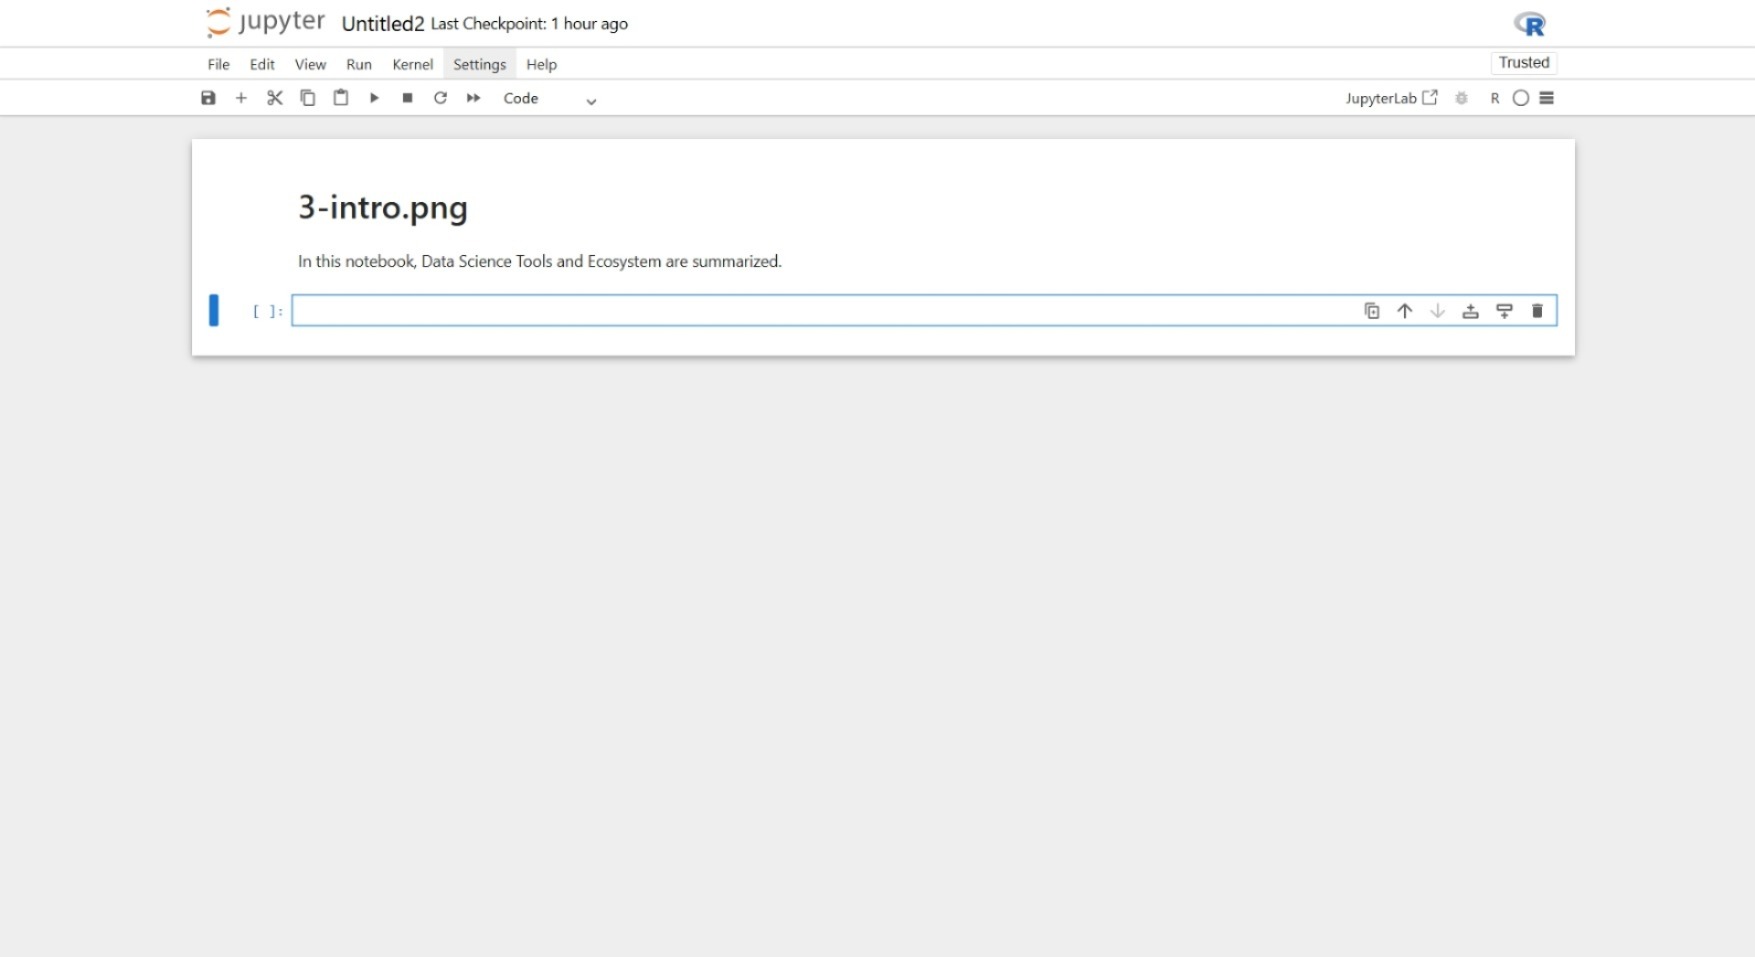 jupyter Untitled2 Last Checkpoint: 1 hour ago
R
File Edit View Run Kernel Settings Help Trusted
Code JupyterLab R
3-intro.png
In this notebook, Data Science Tools and Ecosystem are summarized.
[ ]: